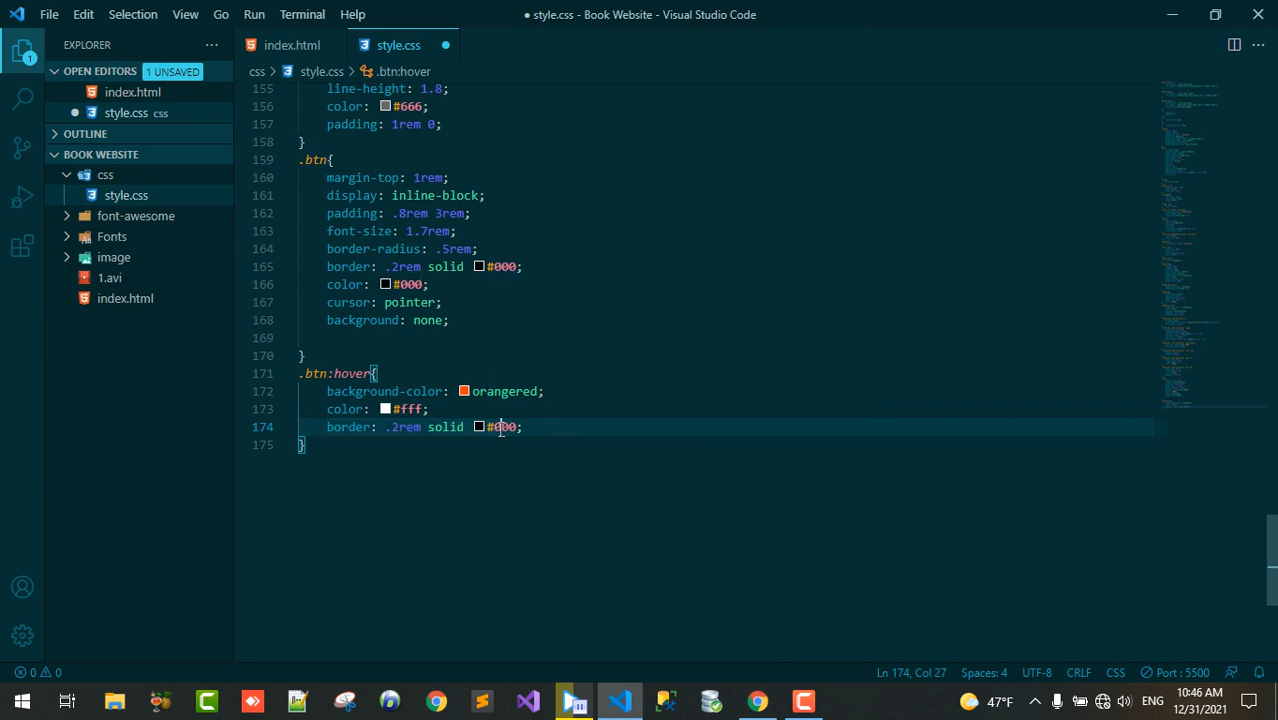 File Edit Selection View Go Run Terminal Help
● style.css - Book Website - Visual Studio Code
EXPLORER
index.html
style.css
OPEN EDITORS 1 UNSAVED
css > style.css > .btn:hover
index.html
style.css css
OUTLINE
BOOK WEBSITE
css
style.css
font-awesome
Fonts
image
1.avi
index.html
1
155 line-height: 1.8;
156 color: #666;
157 padding: 1rem 0;
158 }
159 .btn{
160 margin-top: 1rem;
161 display: inline-block;
162 padding: .8rem 3rem;
163 font-size: 1.7rem;
164 border-radius: .5rem;
165 border: .2rem solid #000;
166 color: #000;
167 cursor: pointer;
168 background: none;
169
170 }
171 .btn:hover{
172 background-color: orangered;
173 color: #fff;
174 border: .2rem solid #000;
175 }
0 0
Ln 174, Col 27 Spaces: 4 UTF-8 CRLF CSS Port : 5500
47°F ENG 10:46 AM
12/31/2021